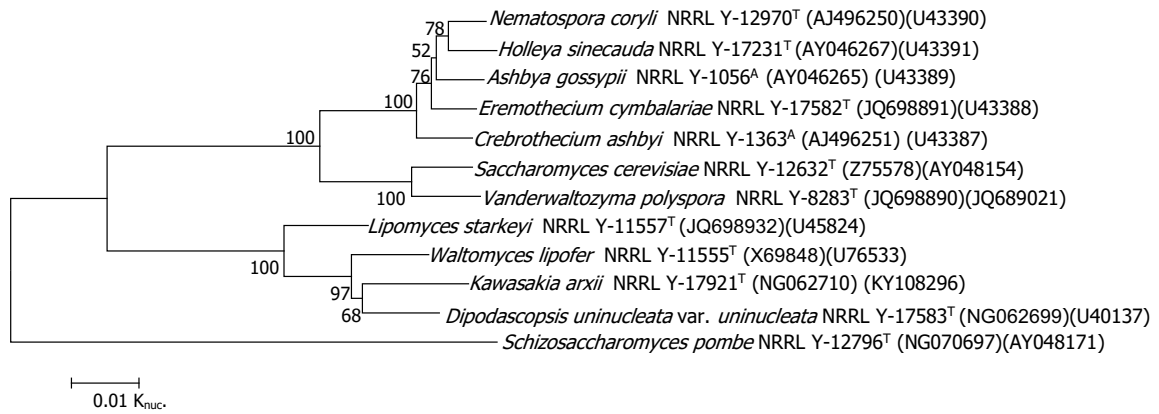 Nematospora coryli NRRL Y-12970ᵀ (AJ496250)(U43390)
78
Holleya sinecauda NRRL Y-17231ᵀ (AY046267)(U43391)
52
Ashbya gossypii NRRL Y-1056ᴬ (AY046265) (U43389)
76
Eremothecium cymbalariae NRRL Y-17582ᵀ (JQ698891)(U43388)
100
Crebrothecium ashbyi NRRL Y-1363ᴬ (AJ496251) (U43387)
100
Saccharomyces cerevisiae NRRL Y-12632ᵀ (Z75578)(AY048154)
100
Vanderwaltozyma polyspora NRRL Y-8283ᵀ (JQ698890)(JQ689021)
Lipomyces starkeyi NRRL Y-11557ᵀ (JQ698932)(U45824)
Waltomyces lipofer NRRL Y-11555ᵀ (X69848)(U76533)
100
Kawasakia arxii NRRL Y-17921ᵀ (NG062710) (KY108296)
97
68
Dipodascopsis uninucleata var. uninucleata NRRL Y-17583ᵀ (NG062699)(U40137)
Schizosaccharomyces pombe NRRL Y-12796ᵀ (NG070697)(AY048171)
0.01 Knuc.